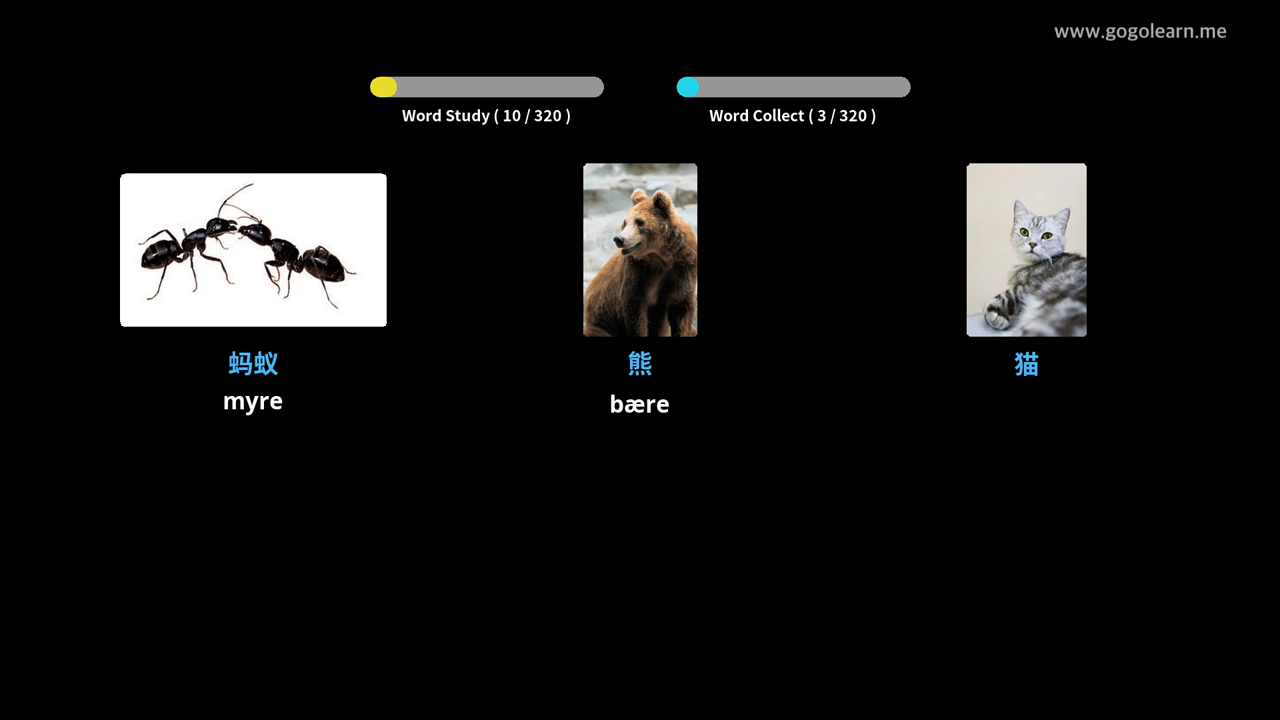 www.gogolearn.me
Word Study ( 10 / 320 )
Word Collect ( 3 / 320 )
蚂蚁
熊
猫
myre
bære